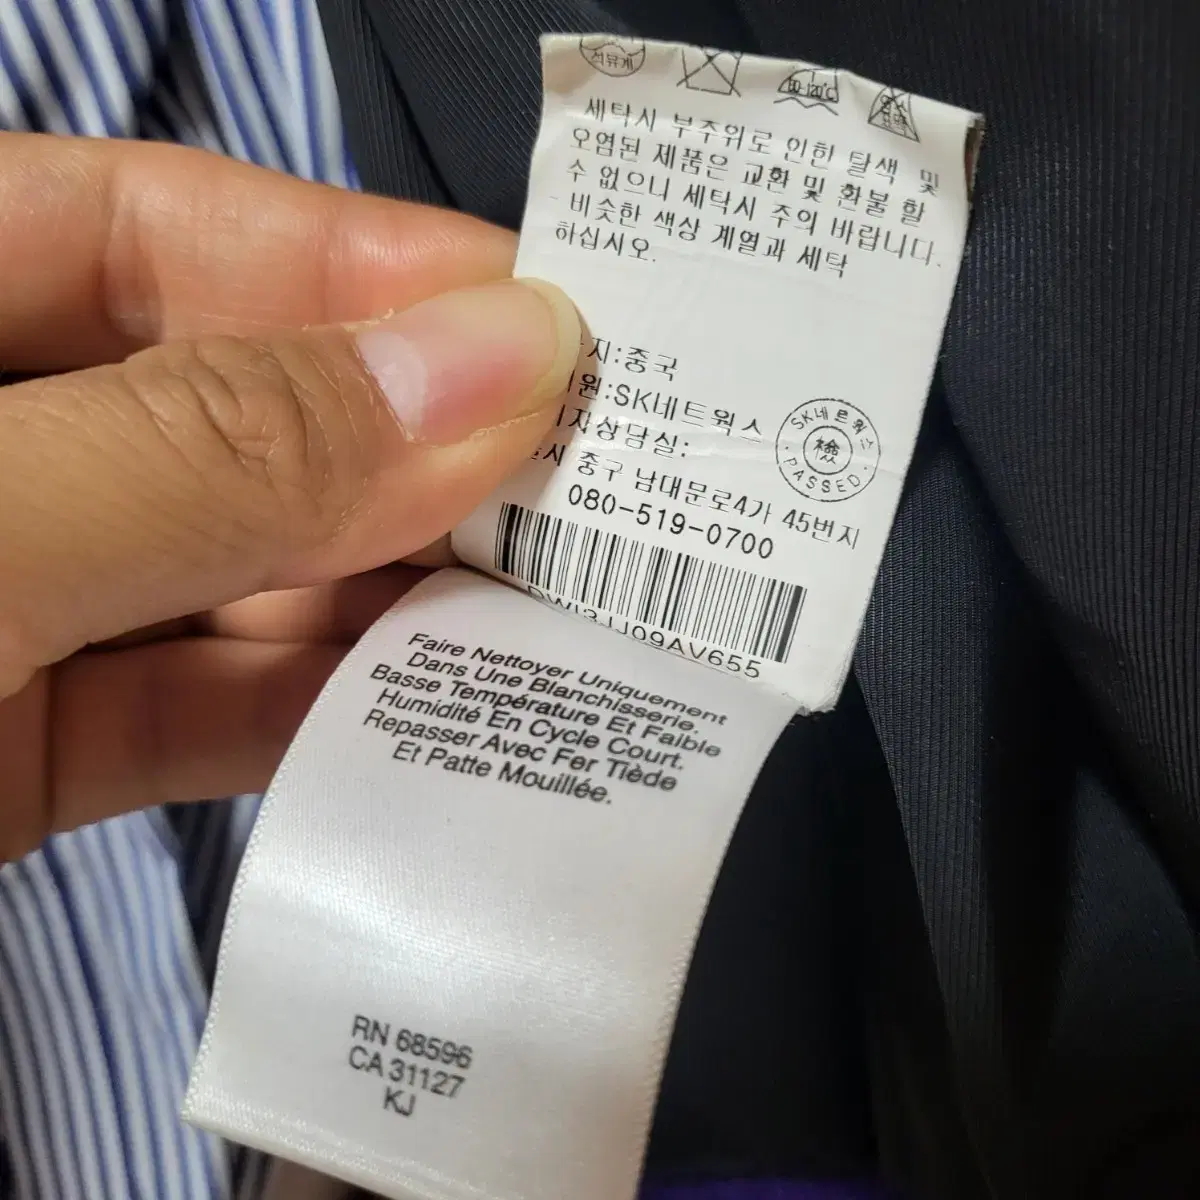 석유계
80-120°C
세탁시 부주위로 인한 탈색 및
오염된 제품은 교환 및 환불 할
수 없으니 세탁시 주의 바랍니다.
비슷한 색상 계열과 세탁
하십시오.
지:중국
원:SK네트웍스
자상담실:
시 중구 남대문로4가 45번지
080-519-0700
SK네트웍스
檢
PASSED
Faire Nettoyer Uniquement
Dans Une Blanchisserie.
Basse Température Et Faible
Humidité En Cycle Court.
Repasser Avec Fer Tiède
Et Patte Mouillée.
RN 68596
CA 31127
KJ